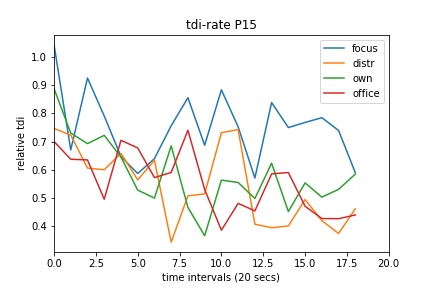 tdi-rate P15
focus
distr
own
office
relative tdi
1.0
0.9
0.8
0.7
0.6
0.5
0.4
0.0 2.5 5.0 7.5 10.0 12.5 15.0 17.5 20.0
time intervals (20 secs)